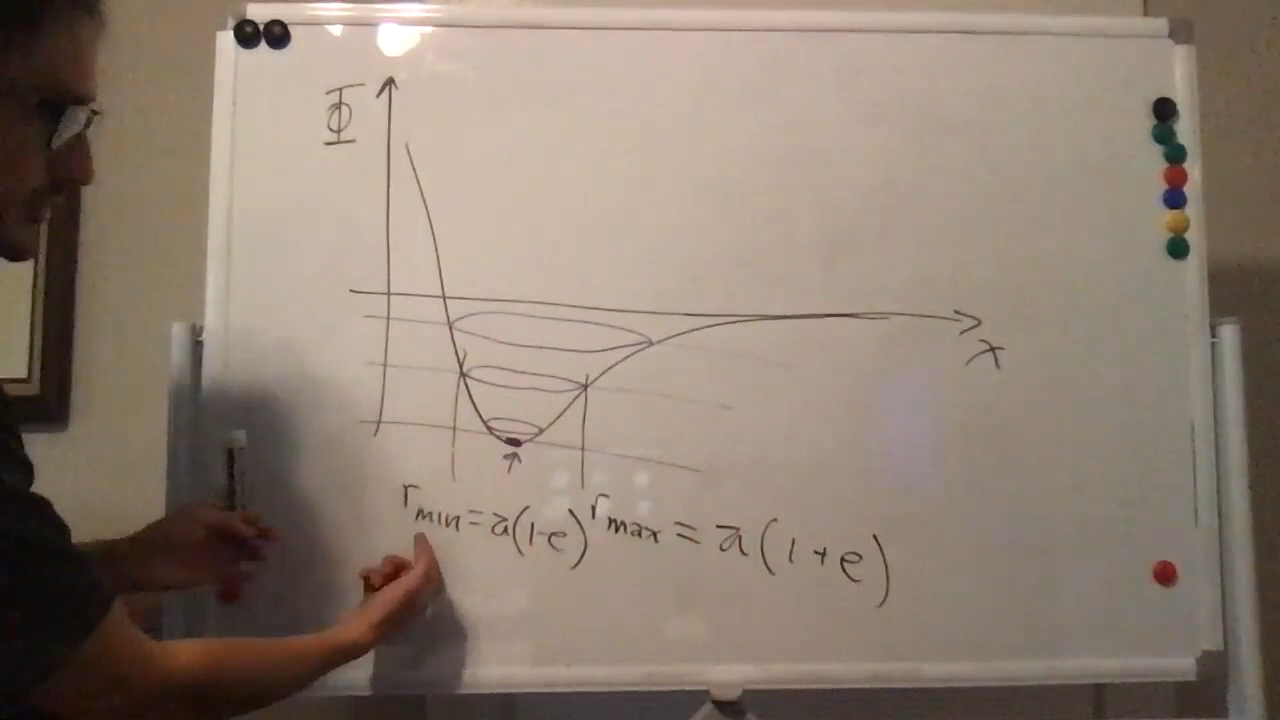 Φ
x
r_min = a(1-e) r_max = a(1+e)